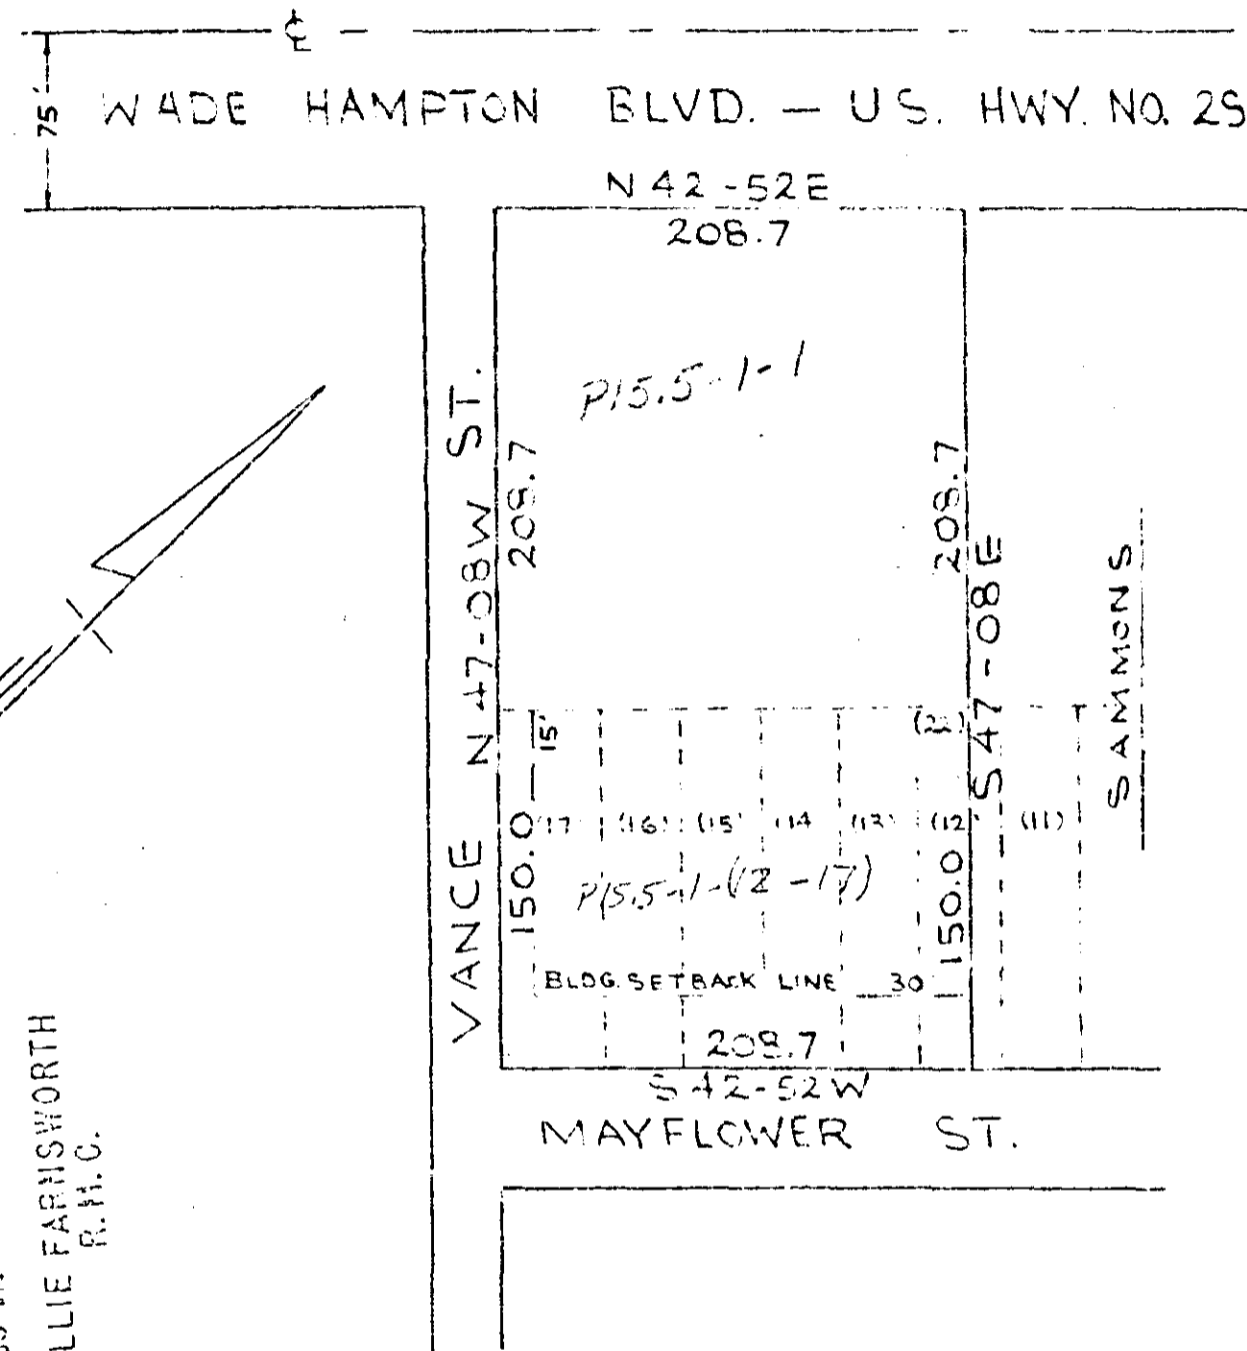 ℄
75'
WADE HAMPTON BLVD. — U.S. HWY. NO. 29
N 42-52 E
208.7
P15.5-1-1
VANCE N 47-08W ST.
208.7
208.7
S 47-08 E
SAMMONS
15'
150.0
(17) (16) (15) (14) (13) (12) (11)
P15.5-1-(12-17)
150.0
BLDG. SETBACK LINE 30
208.7
S 42-52 W
MAYFLOWER ST.
LLIE FARNSWORTH
R.M.C.